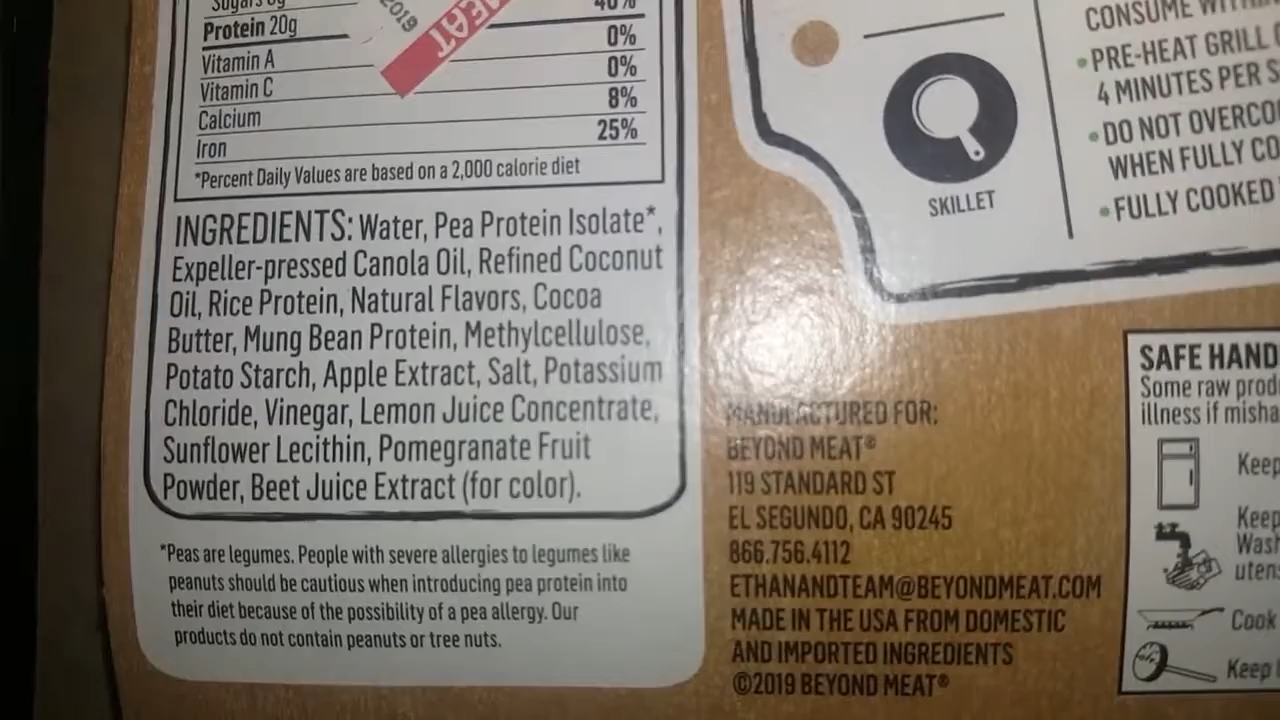 Protein 20g
40%
2019
EAT
Vitamin A
0%
Vitamin C
0%
Calcium
8%
Iron
25%
*Percent Daily Values are based on a 2,000 calorie diet
INGREDIENTS: Water, Pea Protein Isolate*,
Expeller-pressed Canola Oil, Refined Coconut
Oil, Rice Protein, Natural Flavors, Cocoa
Butter, Mung Bean Protein, Methylcellulose,
Potato Starch, Apple Extract, Salt, Potassium
Chloride, Vinegar, Lemon Juice Concentrate,
Sunflower Lecithin, Pomegranate Fruit
Powder, Beet Juice Extract (for color).
*Peas are legumes. People with severe allergies to legumes like
peanuts should be cautious when introducing pea protein into
their diet because of the possibility of a pea allergy. Our
products do not contain peanuts or tree nuts.
SKILLET
CONSUME
•PRE-HEAT GRILL
4 MINUTES PER S
•DO NOT OVERCO
WHEN FULLY CO
•FULLY COOKED
MANUFACTURED FOR:
BEYOND MEAT®
119 STANDARD ST
EL SEGUNDO, CA 90245
866.756.4112
ETHANANDTEAM@BEYONDMEAT.COM
MADE IN THE USA FROM DOMESTIC
AND IMPORTED INGREDIENTS
©2019 BEYOND MEAT®
SAFE HAND
Some raw prod
illness if misha
Keep
Keep
Wash
utens
Cook
Keep